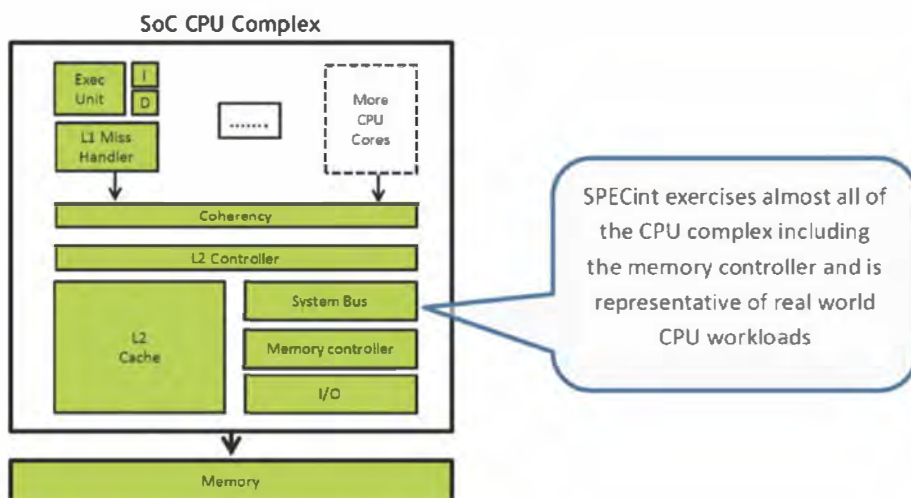 SoC CPU Complex
Exec
Unit
I
D
L1 Miss
Handler
.......
More
CPU
Cores
Coherency
L2 Controller
L2
Cache
System Bus
Memory controller
I/O
Memory
SPECint exercises almost all of
the CPU complex including
the memory controller and is
representative of real world
CPU workloads